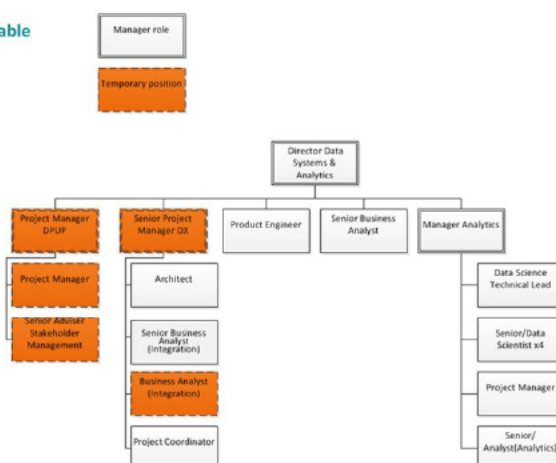 able
Manager role
Temporary position
Director Data
Systems &
Analytics
Project Manager
DPUP
Senior Project
Manager DX
Product Engineer
Senior Business
Analyst
Manager Analytics
Project Manager
Senior Adviser
Stakeholder
Management
Architect
Senior Business
Analyst
(Integration)
Business Analyst
(Integration)
Project Coordinator
Data Science
Technical Lead
Senior/Data
Scientist x4
Project Manager
Senior/
Analyst(Analytics)